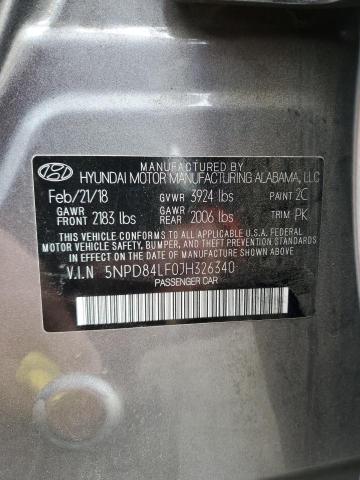 MANUFACTURED BY
HYUNDAI MOTOR MANUFACTURING ALABAMA, LLC
Feb/21/18 GVWR 3924 lbs PAINT 2C
GAWR FRONT 2183 lbs GAWR REAR 2006 lbs TRIM PK
THIS VEHICLE CONFORMS TO ALL APPLICABLE U.S.A. FEDERAL
MOTOR VEHICLE SAFETY, BUMPER, AND THEFT PREVENTION STANDARDS
IN EFFECT ON THE DATE OF MANUFACTURE SHOWN ABOVE.
V.I.N 5NPD84LF0JH326340
PASSENGER CAR